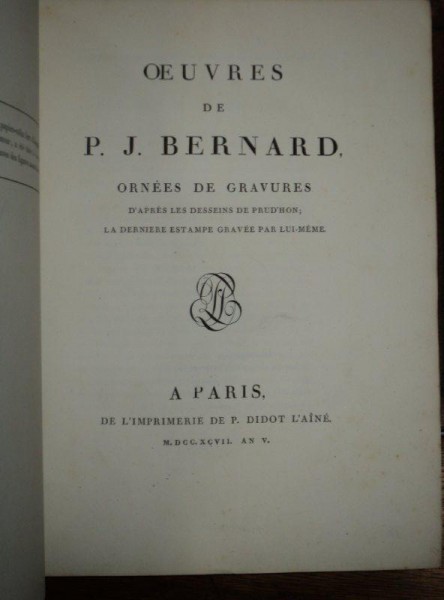 OEUVRES
DE
P. J. BERNARD,
ORNÉES DE GRAVURES
D'APRÈS LES DESSEINS DE PRUD'HON;
LA DERNIERE ESTAMPE GRAVÉE PAR LUI-MÊME.
A PARIS,
DE L'IMPRIMERIE DE P. DIDOT L'AÎNÉ,
M. DCC. XCVII. AN V.